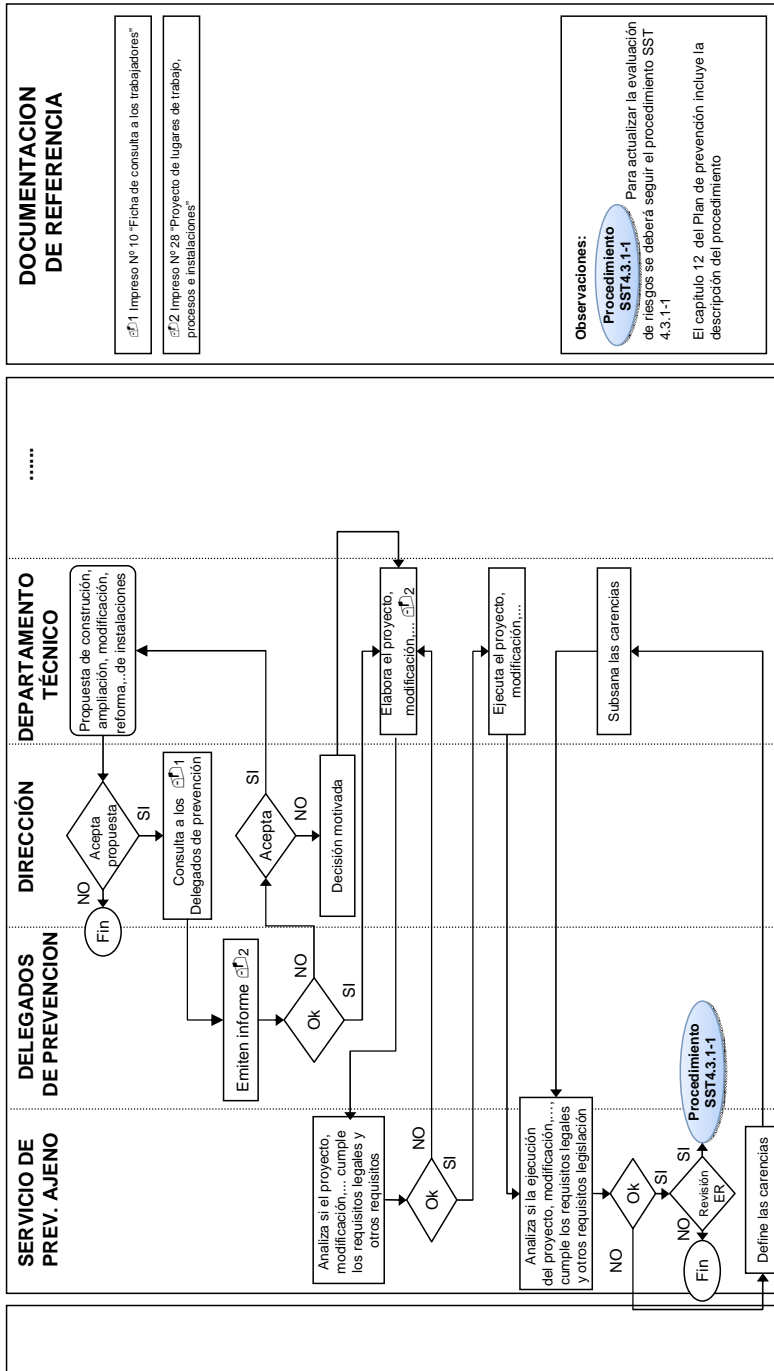 SERVICIO DE
PREV. AJENO
DELEGADOS
DE PREVENCION
DIRECCIÓN
DEPARTAMENTO
TÉCNICO
......
Propuesta de construcción,
ampliación, modificación,
reforma,..de instalaciones
Acepta
propuesta
NO
SI
Fin
Consulta a los 1
Delegados de prevención
Emiten informe 2
Ok
NO
SI
Acepta
SI
NO
Decisión motivada
Elabora el proyecto,
modificación,... 2
Analiza si el proyecto,
modificación,... cumple
los requisitos legales y
otros requisitos
Ok
NO
SI
Ejecuta el proyecto,
modificación,...
Analiza si la ejecución
del proyecto, modificación,...,
cumple los requisitos legales
y otros requisitos legislación
Ok
NO
SI
Revisión
ER
NO
SI
Fin
Procedimiento
SST4.3.1-1
Define las carencias
Subsana las carencias
DOCUMENTACION
DE REFERENCIA
1 Impreso Nº 10 “Ficha de consulta a los trabajadores”
2 Impreso Nº 28 “Proyecto de lugares de trabajo,
procesos e instalaciones”
Observaciones:
Procedimiento
SST4.3.1-1
Para actualizar la evaluación
de riesgos se deberá seguir el procedimiento SST
4.3.1-1
El capítulo 12 del Plan de prevención incluye la
descripción del procedimiento